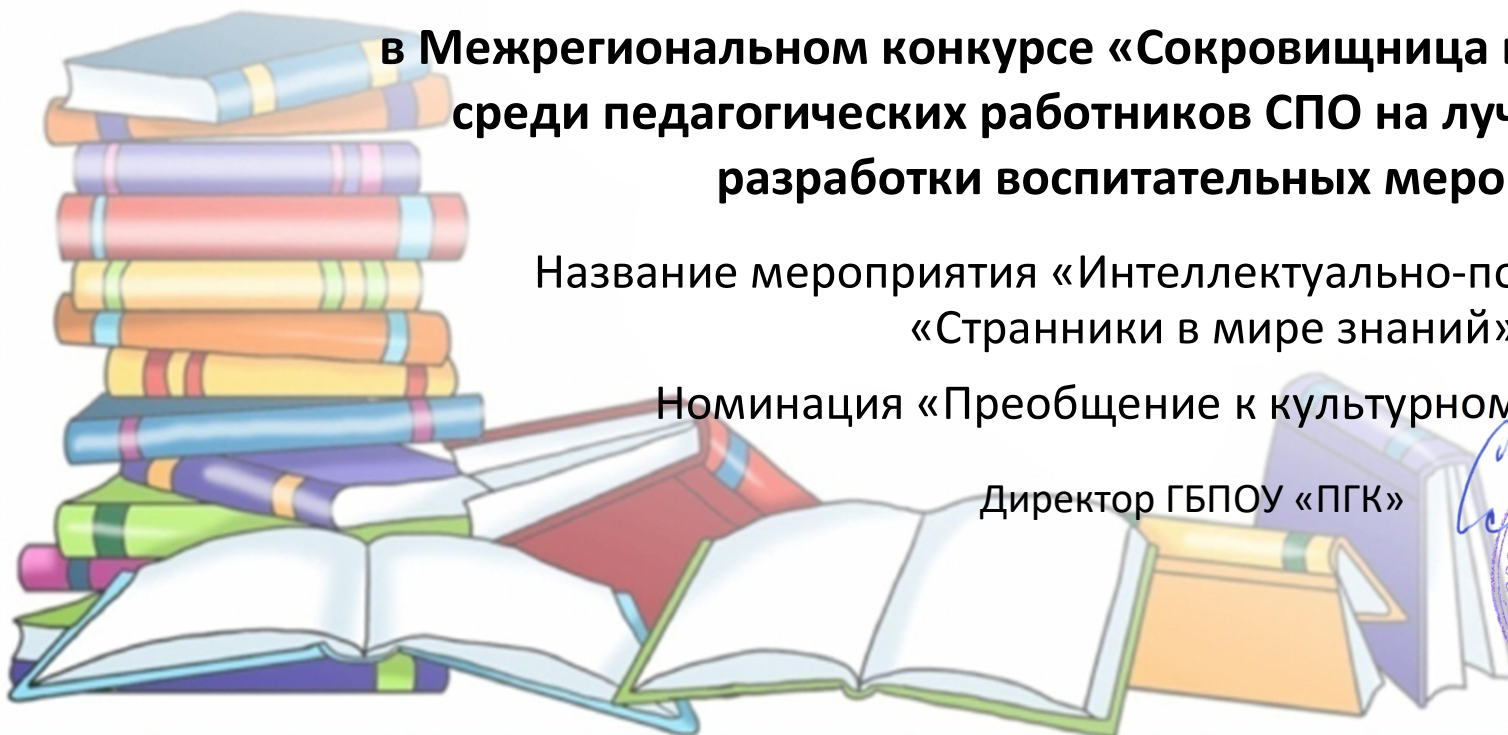 в Межрегиональном конкурсе «Сокровищница
среди педагогических работников СПО на луч
разработки воспитательных меро
Название мероприятия «Интеллектуально-по
«Странники в мире знаний»
Номинация «Преобщение к культурном
Директор ГБПОУ «ПГК»